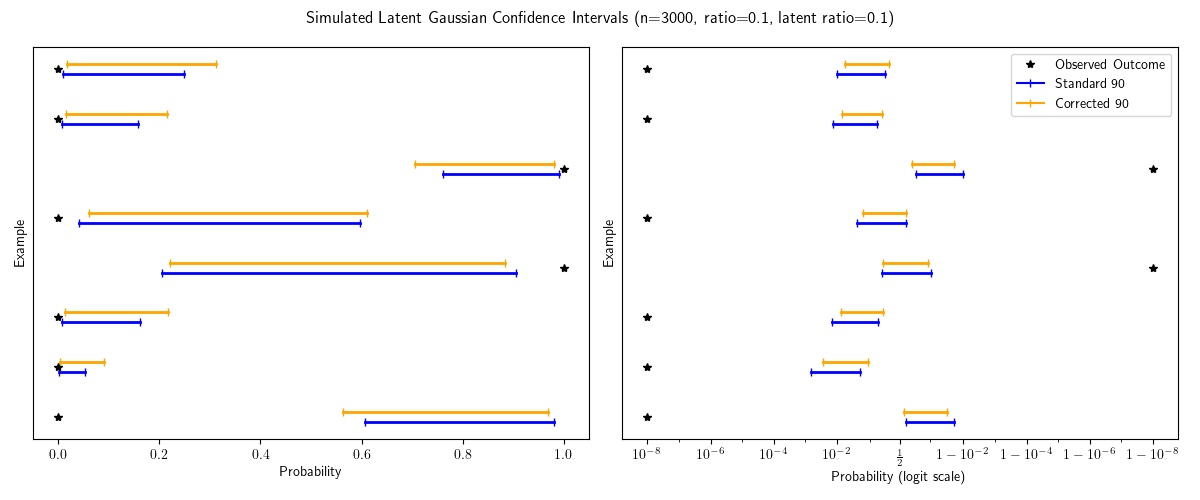 Simulated Latent Gaussian Confidence Intervals (n=3000, ratio=0.1, latent ratio=0.1)
Example
0.0 0.2 0.4 0.6 0.8 1.0
Probability
Observed Outcome
Standard 90
Corrected 90
Example
10⁻⁸ 10⁻⁶ 10⁻⁴ 10⁻² 1/2 1 − 10⁻² 1 − 10⁻⁴ 1 − 10⁻⁶ 1 − 10⁻⁸
Probability (logit scale)